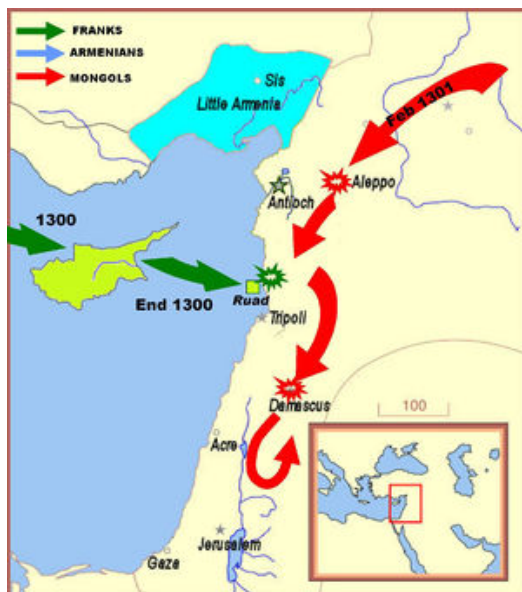 FRANKS
ARMENIANS
MONGOLS
Sis
Little Armenia
Feb 1301
Aleppo
Antioch
1300
End 1300
Ruad
Tripoli
Damascus
100
Acre
Jerusalem
Gaza